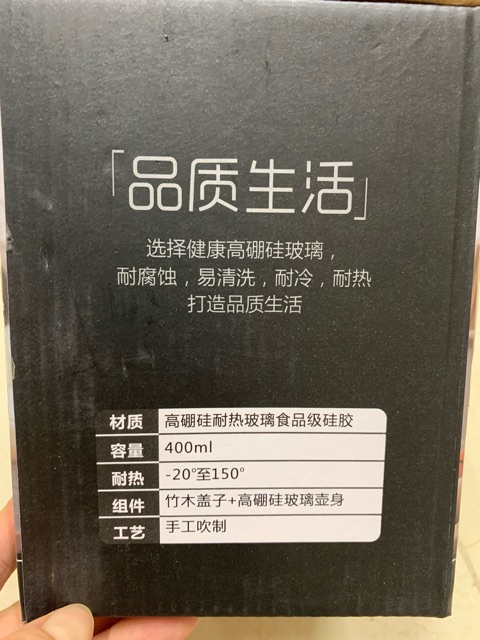 「品质生活」
选择健康高硼硅玻璃，
耐腐蚀，易清洗，耐冷，耐热
打造品质生活
材质 高硼硅耐热玻璃食品级硅胶
容量 400ml
耐热 -20°至150°
组件 竹木盖子+高硼硅玻璃壶身
工艺 手工吹制